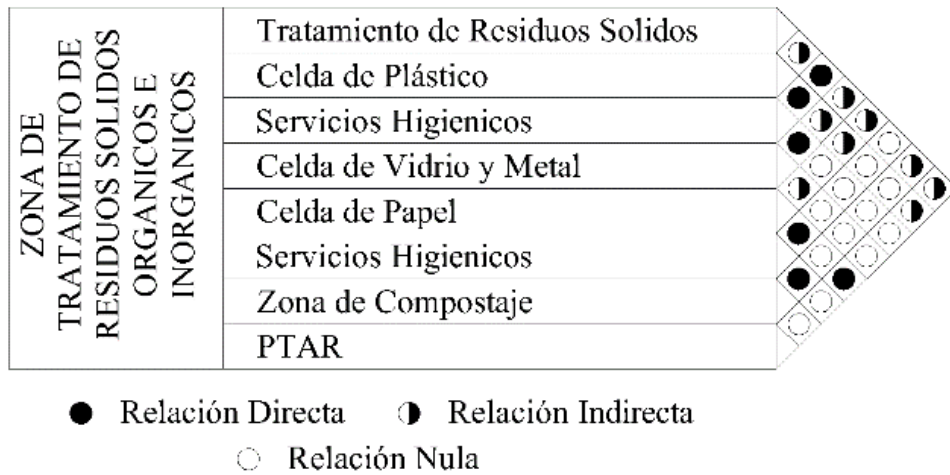 ZONA DE
TRATAMIENTO DE
RESIDUOS SOLIDOS
ORGANICOS E
INORGANICOS
Tratamiento de Residuos Solidos
Celda de Plástico
Servicios Higienicos
Celda de Vidrio y Metal
Celda de Papel
Servicios Higienicos
Zona de Compostaje
PTAR
Relación Directa
Relación Indirecta
Relación Nula